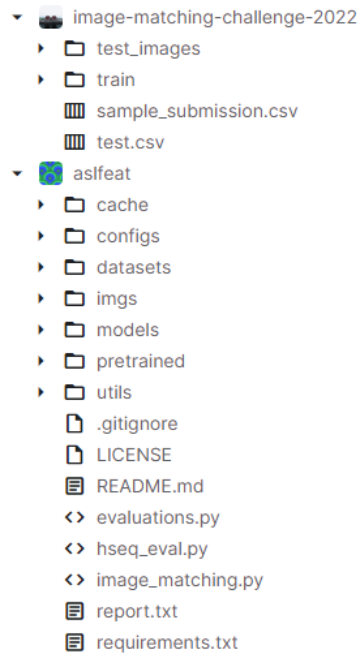 image-matching-challenge-2022
test_images
train
sample_submission.csv
test.csv
aslfeat
cache
configs
datasets
imgs
models
pretrained
utils
.gitignore
LICENSE
README.md
evaluations.py
hseq_eval.py
image_matching.py
report.txt
requirements.txt